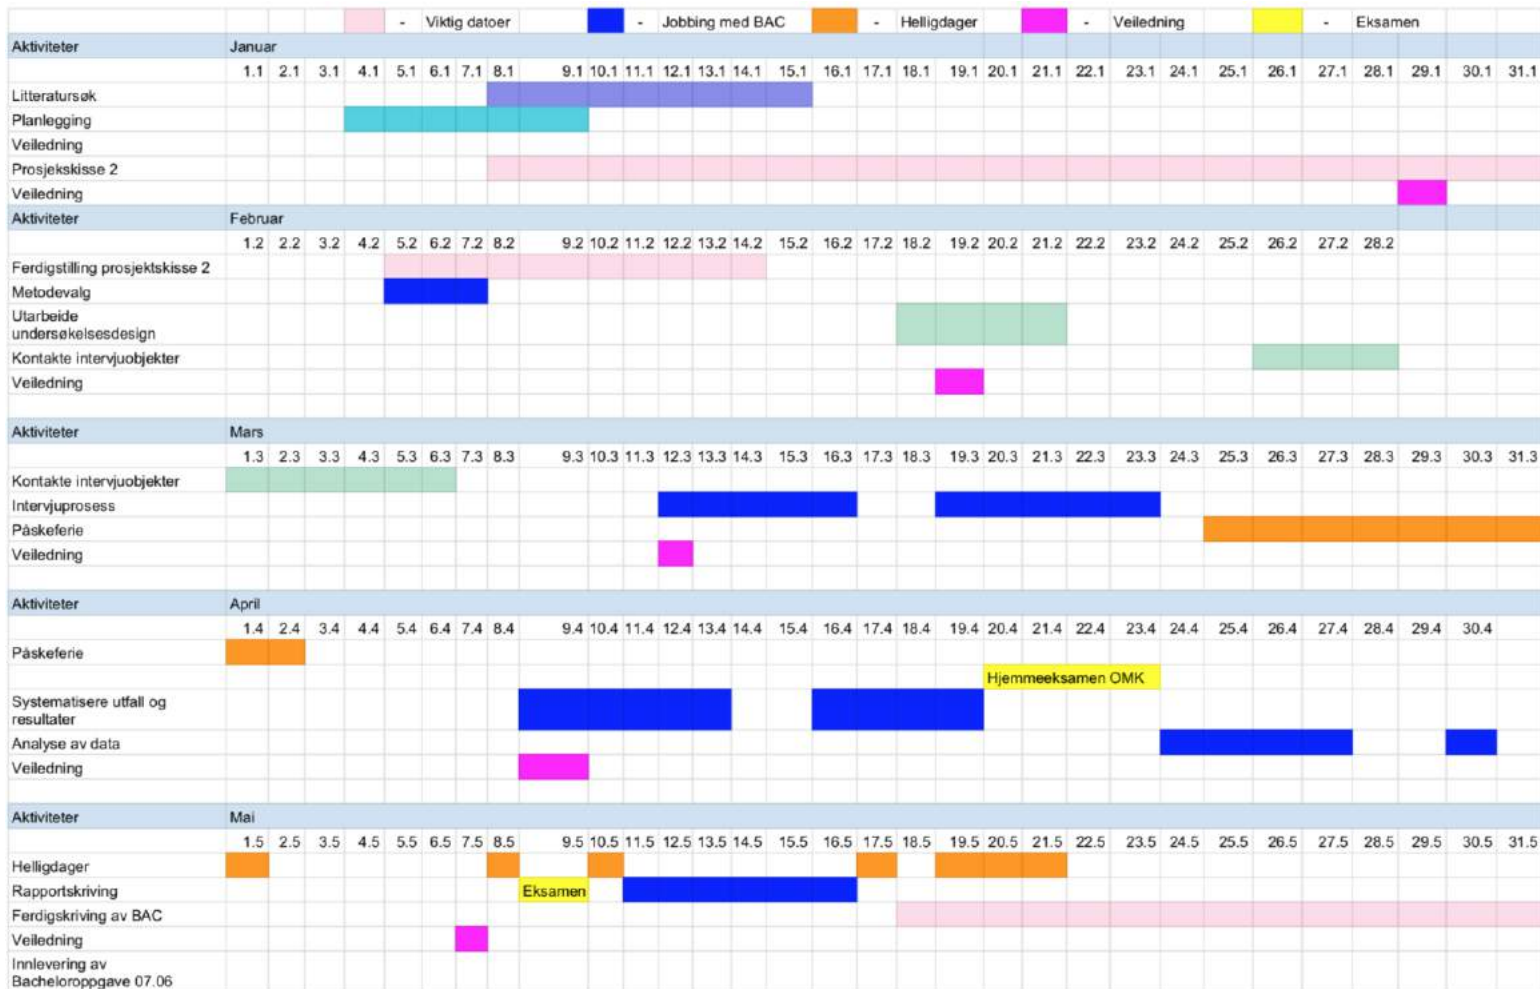 - Viktig datoer - Jobbing med BAC - Helligdager - Veiledning - Eksamen
Aktiviteter Januar
1.1 2.1 3.1 4.1 5.1 6.1 7.1 8.1 9.1 10.1 11.1 12.1 13.1 14.1 15.1 16.1 17.1 18.1 19.1 20.1 21.1 22.1 23.1 24.1 25.1 26.1 27.1 28.1 29.1 30.1 31.1
Litteratursøk
Planlegging
Veiledning
Prosjekskisse 2
Veiledning
Aktiviteter Februar
1.2 2.2 3.2 4.2 5.2 6.2 7.2 8.2 9.2 10.2 11.2 12.2 13.2 14.2 15.2 16.2 17.2 18.2 19.2 20.2 21.2 22.2 23.2 24.2 25.2 26.2 27.2 28.2
Ferdigstilling prosjektskisse 2
Metodevalg
Utarbeide
undersøkelsesdesign
Kontakte intervjuobjekter
Veiledning
Aktiviteter Mars
1.3 2.3 3.3 4.3 5.3 6.3 7.3 8.3 9.3 10.3 11.3 12.3 13.3 14.3 15.3 16.3 17.3 18.3 19.3 20.3 21.3 22.3 23.3 24.3 25.3 26.3 27.3 28.3 29.3 30.3 31.3
Kontakte intervjuobjekter
Intervjuprosess
Påskeferie
Veiledning
Aktiviteter April
1.4 2.4 3.4 4.4 5.4 6.4 7.4 8.4 9.4 10.4 11.4 12.4 13.4 14.4 15.4 16.4 17.4 18.4 19.4 20.4 21.4 22.4 23.4 24.4 25.4 26.4 27.4 28.4 29.4 30.4
Påskeferie
Hjemmeeksamen OMK
Systematisere utfall og
resultater
Analyse av data
Veiledning
Aktiviteter Mai
1.5 2.5 3.5 4.5 5.5 6.5 7.5 8.5 9.5 10.5 11.5 12.5 13.5 14.5 15.5 16.5 17.5 18.5 19.5 20.5 21.5 22.5 23.5 24.5 25.5 26.5 27.5 28.5 29.5 30.5 31.5
Helligdager
Rapportskriving Eksamen
Ferdigskriving av BAC
Veiledning
Innlevering av
Bacheloroppgave 07.06